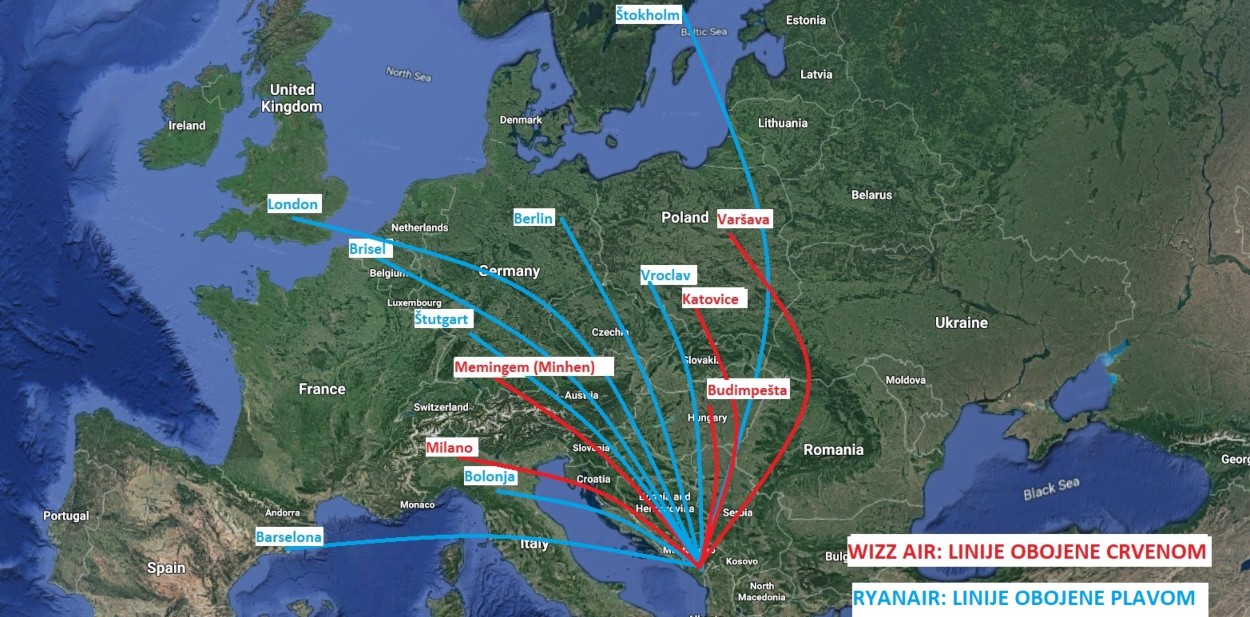 Štokholm
Baltic Sea
Estonia
North Sea
Latvia
United
Kingdom
Ireland
Denmark
Lithuania
Belarus
London
Berlin
Poland
Varšava
Netherlands
Brisel
Belgium
Germany
Vroclav
Katovice
Luxembourg
Štutgart
Czechia
Ukraine
Slovakia
Memingem (Minhen)
Moldova
France
Austria
Budimpešta
Switzerland
Hungary
Milano
Slovenia
Romania
Bolonja
Croatia
Bosnia and
Herzegovina
Black Sea
Georg
Monaco
Portugal
Andorra
Serbia
Barselona
Italy
Kosovo
Bulg
WIZZ AIR: LINIJE OBOJENE CRVENOM
Spain
North
Macedonia
RYANAIR: LINIJE OBOJENE PLAVOM